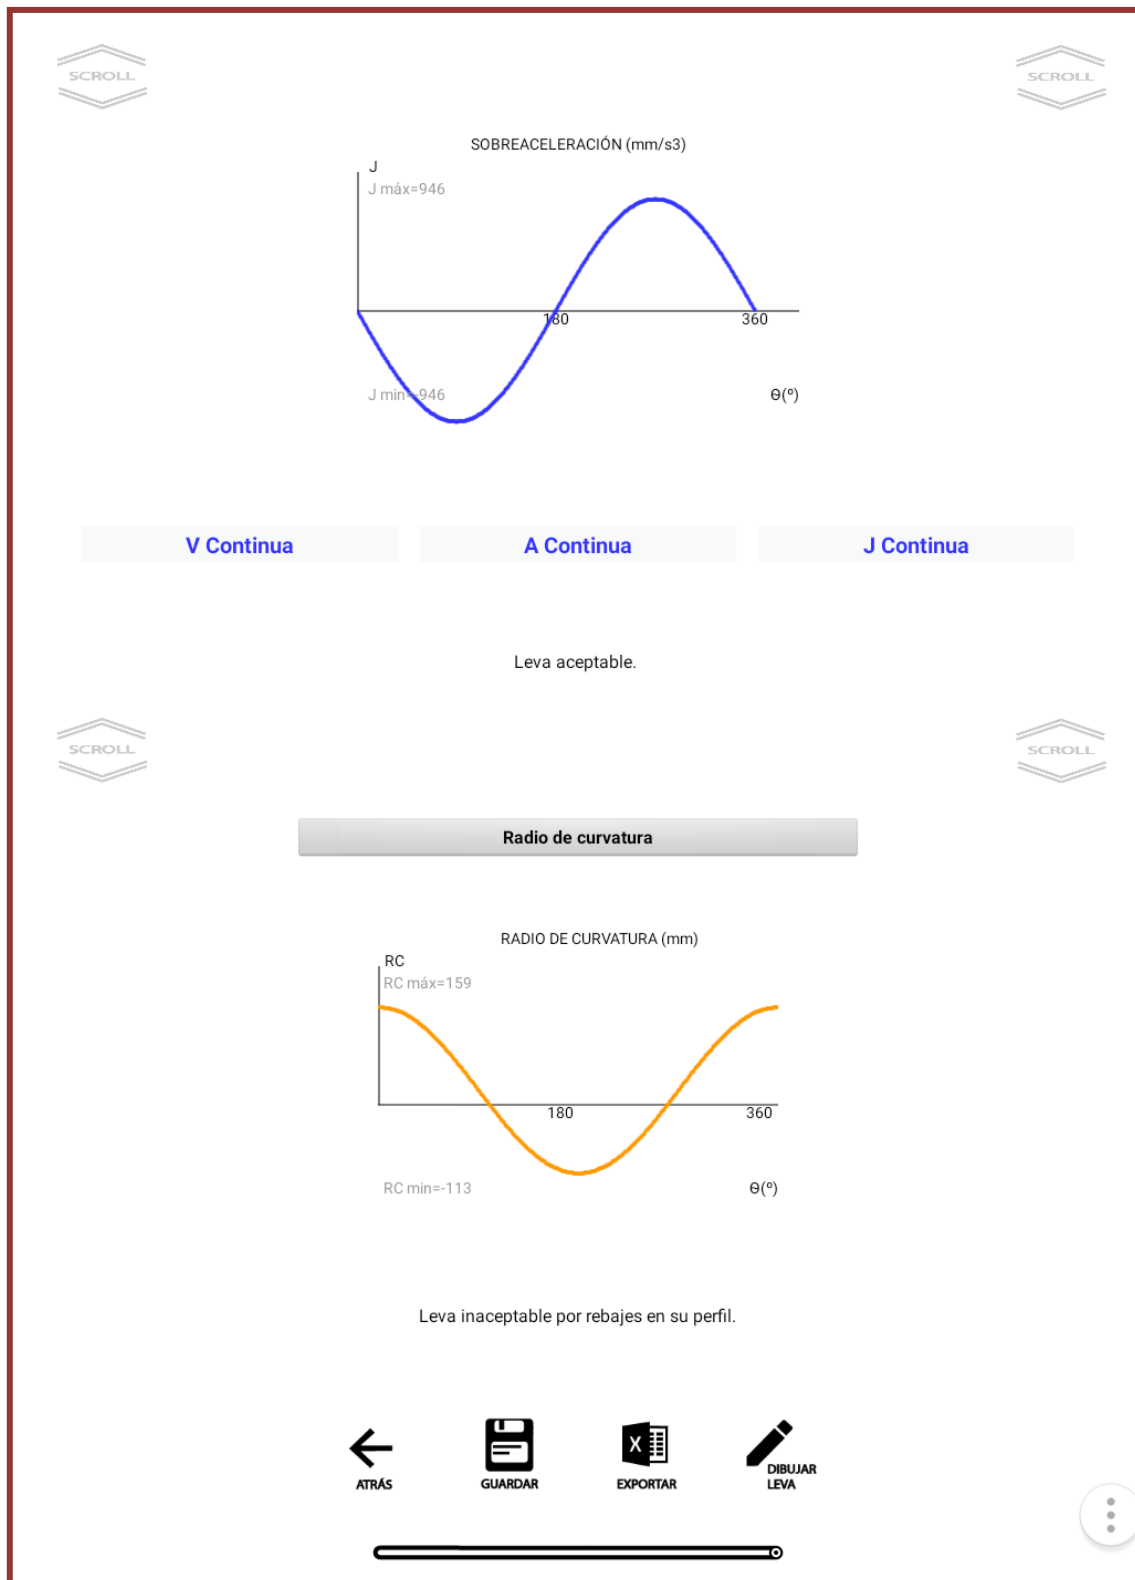 SCROLL SCROLL
SOBREACELERACIÓN (mm/s3)
J
J máx=946
180 360
J min=-946 Θ(º)
V Continua A Continua J Continua
Leva aceptable.
SCROLL SCROLL
Radio de curvatura
RADIO DE CURVATURA (mm)
RC
RC máx=159
180 360
RC min=-113 Θ(º)
Leva inaceptable por rebajes en su perfil.
X
ATRÁS GUARDAR EXPORTAR DIBUJAR
LEVA